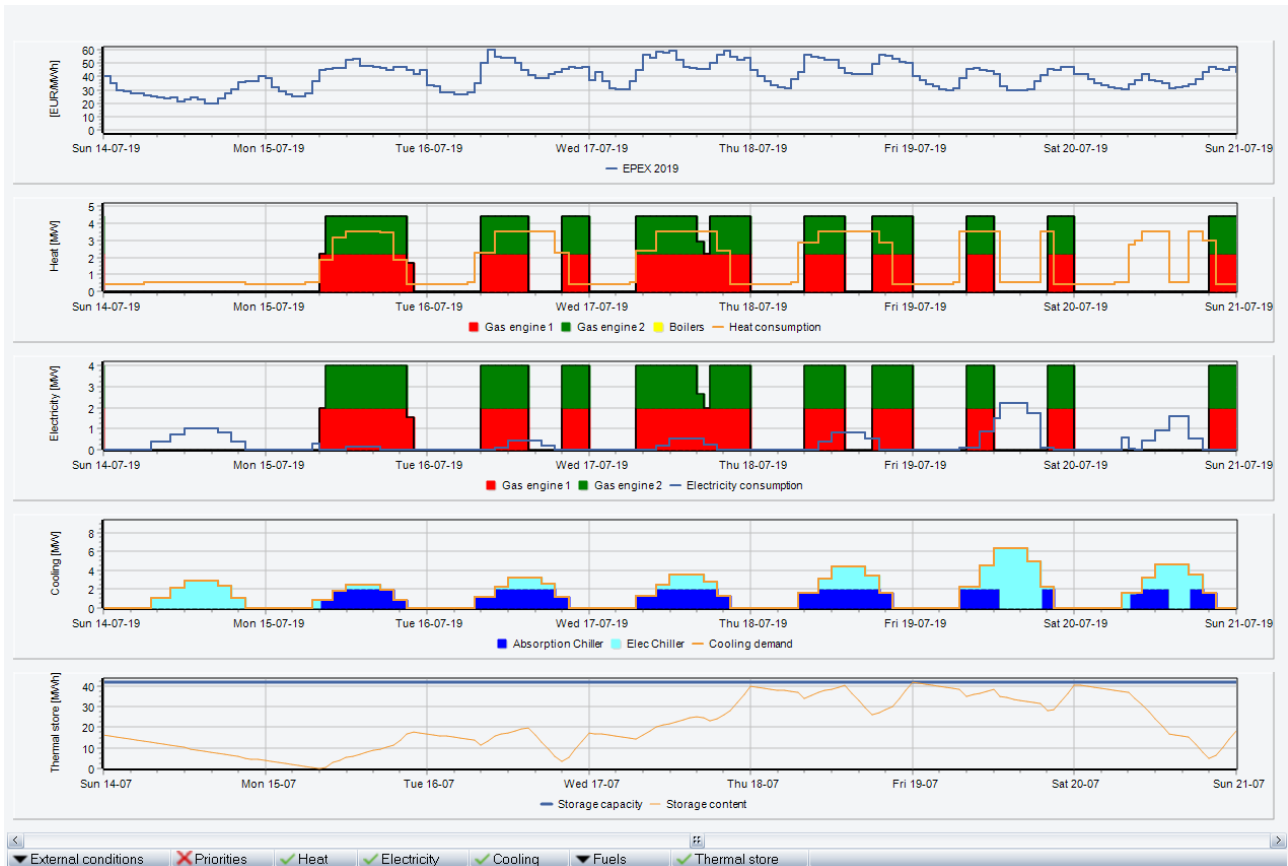 [EUR/MWh]
60
50
40
30
20
10
0
Sun 14-07-19 Mon 15-07-19 Tue 16-07-19 Wed 17-07-19 Thu 18-07-19 Fri 19-07-19 Sat 20-07-19 Sun 21-07-19
EPEX 2019
Heat [MW]
5
4
3
2
1
0
Sun 14-07-19 Mon 15-07-19 Tue 16-07-19 Wed 17-07-19 Thu 18-07-19 Fri 19-07-19 Sat 20-07-19 Sun 21-07-19
Gas engine 1 Gas engine 2 Boilers Heat consumption
Electricity [MW]
4
3
2
1
0
Sun 14-07-19 Mon 15-07-19 Tue 16-07-19 Wed 17-07-19 Thu 18-07-19 Fri 19-07-19 Sat 20-07-19 Sun 21-07-19
Gas engine 1 Gas engine 2 Electricity consumption
Cooling [MW]
8
6
4
2
0
Sun 14-07-19 Mon 15-07-19 Tue 16-07-19 Wed 17-07-19 Thu 18-07-19 Fri 19-07-19 Sat 20-07-19 Sun 21-07-19
Absorption Chiller Elec Chiller Cooling demand
Thermal store [MWh]
40
30
20
10
0
Sun 14-07 Mon 15-07 Tue 16-07 Wed 17-07 Thu 18-07 Fri 19-07 Sat 20-07 Sun 21-07
Storage capacity Storage content
External conditions Priorities Heat Electricity Cooling Fuels Thermal store